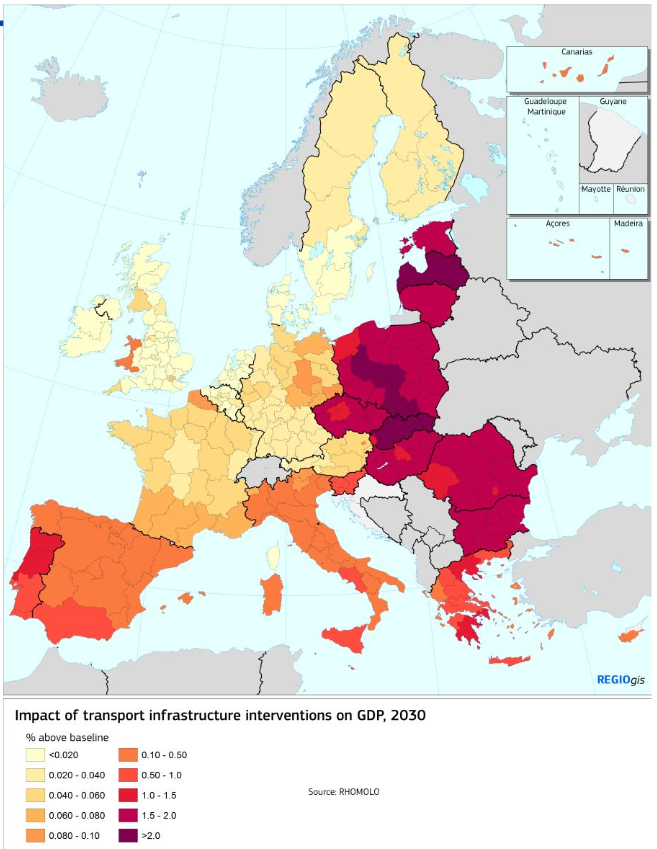 Canarias
Guadeloupe
Martinique
Guyane
Mayotte
Réunion
Açores
Madeira
REGIOgis
Impact of transport infrastructure interventions on GDP, 2030
% above baseline
<0.020
0.020 - 0.040
0.040 - 0.060
0.060 - 0.080
0.080 - 0.10
0.10 - 0.50
0.50 - 1.0
1.0 - 1.5
1.5 - 2.0
>2.0
Source: RHOMOLO